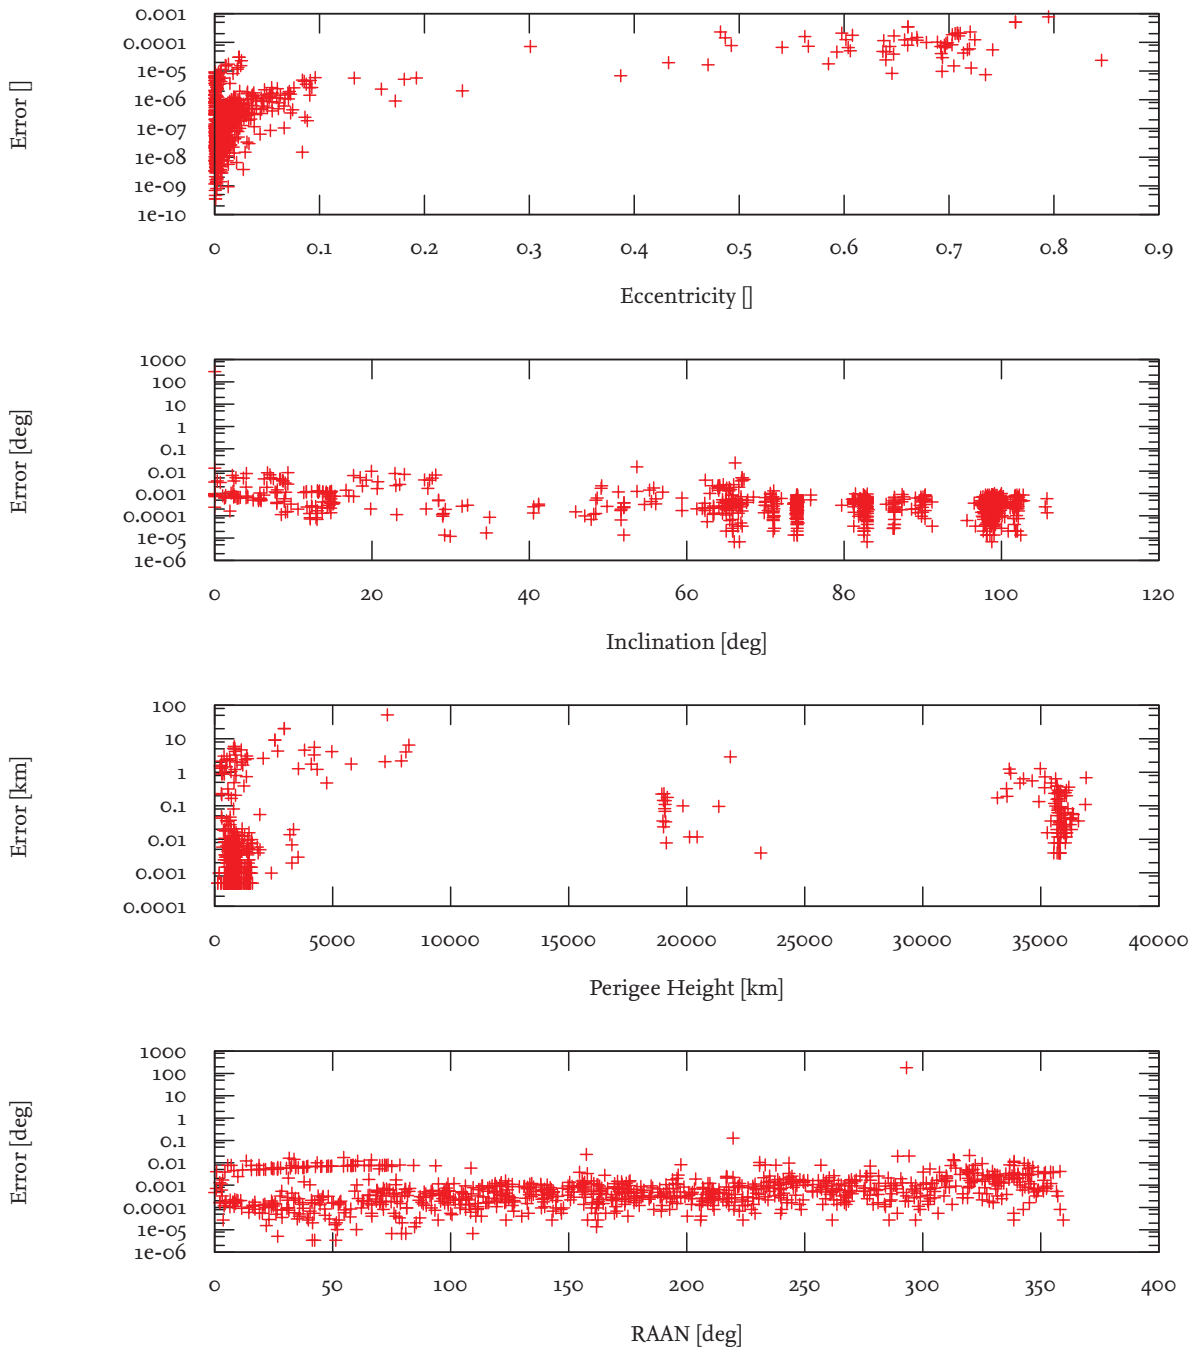 0.001
0.0001
1e-05
1e-06
1e-07
1e-08
1e-09
1e-10
Error []
0 0.1 0.2 0.3 0.4 0.5 0.6 0.7 0.8 0.9
Eccentricity []
1000
100
10
1
0.1
0.01
0.001
0.0001
1e-05
1e-06
Error [deg]
0 20 40 60 80 100 120
Inclination [deg]
100
10
1
0.1
0.01
0.001
0.0001
Error [km]
0 5000 10000 15000 20000 25000 30000 35000 40000
Perigee Height [km]
1000
100
10
1
0.1
0.01
0.001
0.0001
1e-05
1e-06
Error [deg]
0 50 100 150 200 250 300 350 400
RAAN [deg]